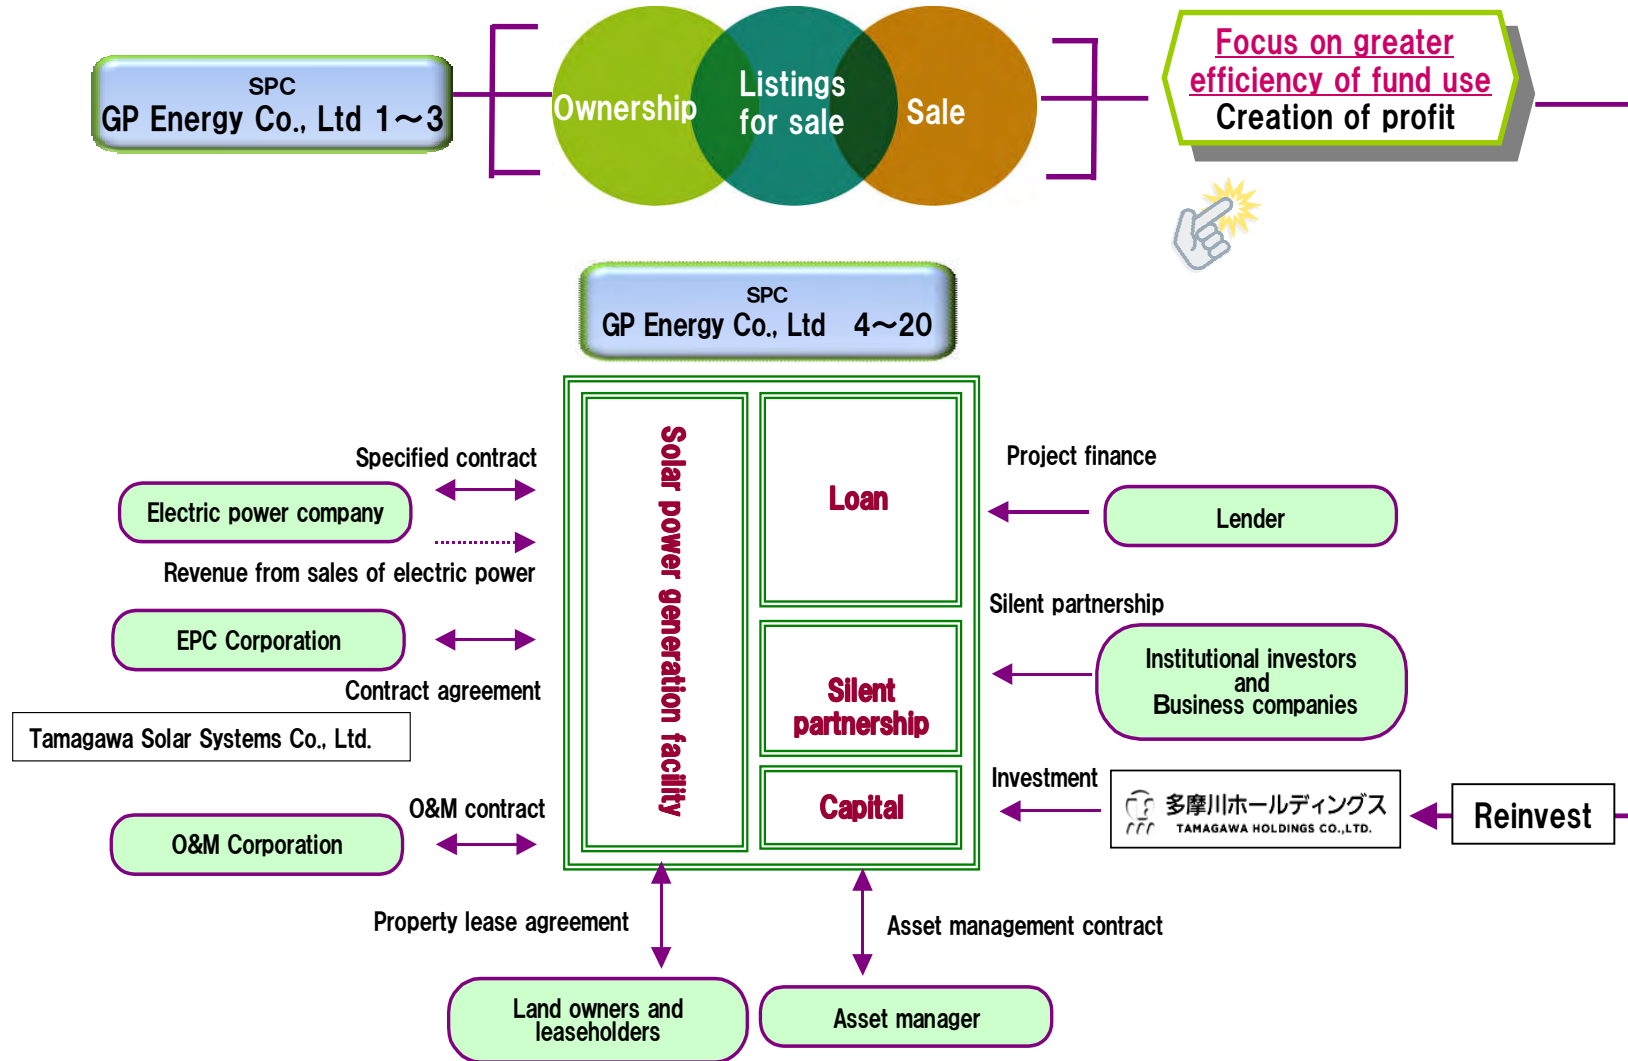 SPC
GP Energy Co., Ltd 1～3
Ownership
Listings
for sale
Sale
Focus on greater
efficiency of fund use
Creation of profit
SPC
GP Energy Co., Ltd 4～20
Solar power generation facility
Loan
Silent
partnership
Capital
Specified contract
Electric power company
Revenue from sales of electric power
EPC Corporation
Contract agreement
Tamagawa Solar Systems Co., Ltd.
O&M contract
O&M Corporation
Project finance
Lender
Silent partnership
Institutional investors
and
Business companies
Investment
多摩川ホールディングス
TAMAGAWA HOLDINGS CO.,LTD.
Reinvest
Property lease agreement
Asset management contract
Land owners and
leaseholders
Asset manager